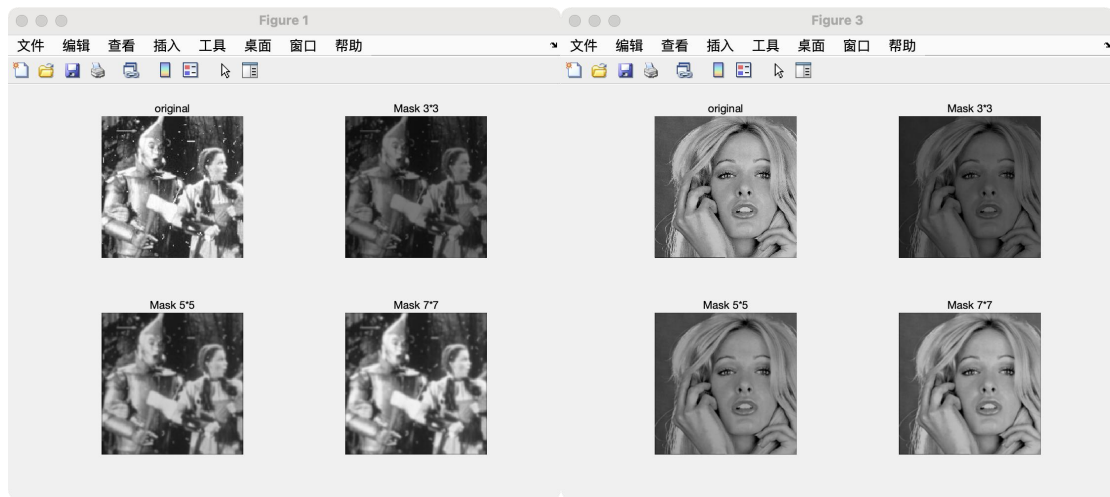 Figure 1
文件 编辑 查看 插入 工具 桌面 窗口 帮助
original
Mask 3*3
Mask 5*5
Mask 7*7
Figure 3
文件 编辑 查看 插入 工具 桌面 窗口 帮助
original
Mask 3*3
Mask 5*5
Mask 7*7